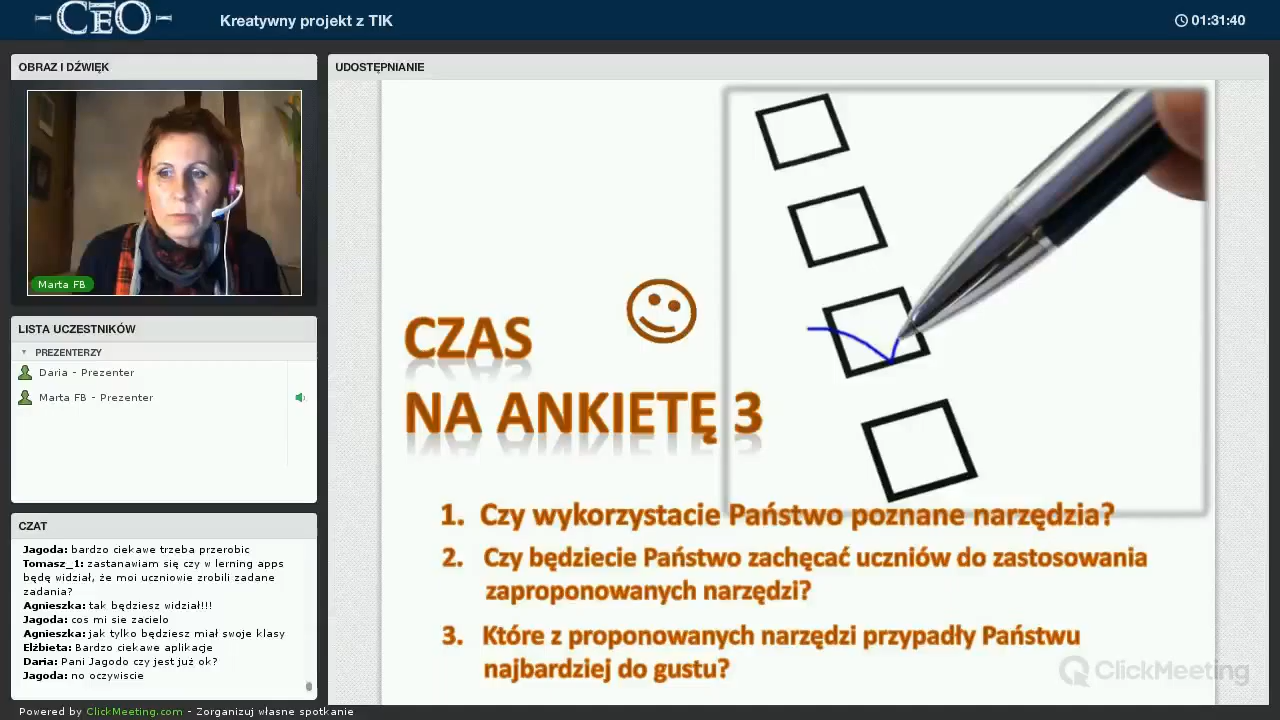 CEO
Kreatywny projekt z TIK
01:31:40
OBRAZ I DŹWIĘK
Marta FB
LISTA UCZESTNIKÓW
PREZENTERZY
Daria - Prezenter
Marta FB - Prezenter
CZAT
Jagoda: bardzo ciekawe trzeba przerobic
Tomasz_1: zastanawiam się czy w lerning apps
będę widział, że moi uczniowie zrobili zadane
zadania?
Agnieszka: tak będziesz widział!!!
Jagoda: cos mi sie zacielo
Agnieszka: jak tylko będziesz miał swoje klasy
Elżbieta: Bardzo ciekawe aplikacje
Daria: Pani Jagodo czy jest już ok?
Jagoda: no oczywiscie
UDOSTĘPNIANIE
CZAS
NA ANKIETĘ 3
1. Czy wykorzystacie Państwo poznane narzędzia?
2. Czy będziecie Państwo zachęcać uczniów do zastosowania
zaproponowanych narzędzi?
3. Które z proponowanych narzędzi przypadły Państwu
najbardziej do gustu?
ClickMeeting
Powered by ClickMeeting.com - Zorganizuj własne spotkanie